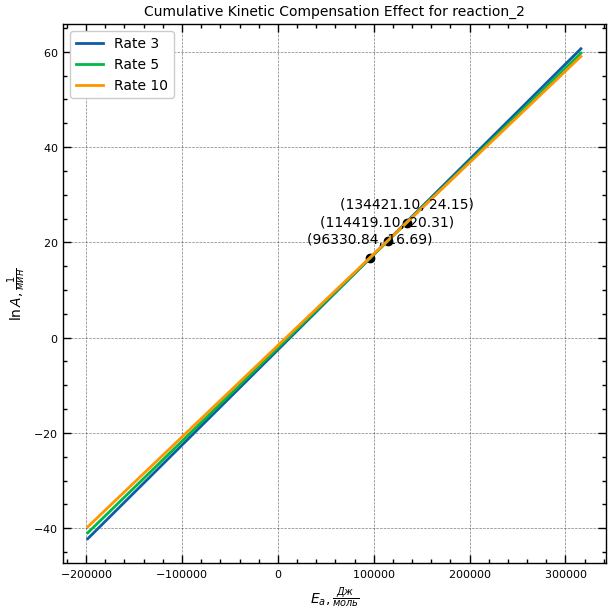 Cumulative Kinetic Compensation Effect for reaction_2
Rate 3
Rate 5
Rate 10
60
40
20
0
−20
−40
(134421.10, 24.15)
(114419.10, 20.31)
(96330.84, 16.69)
ln A, 1/мин
−200000 −100000 0 100000 200000 300000
Eₐ, Дж/моль